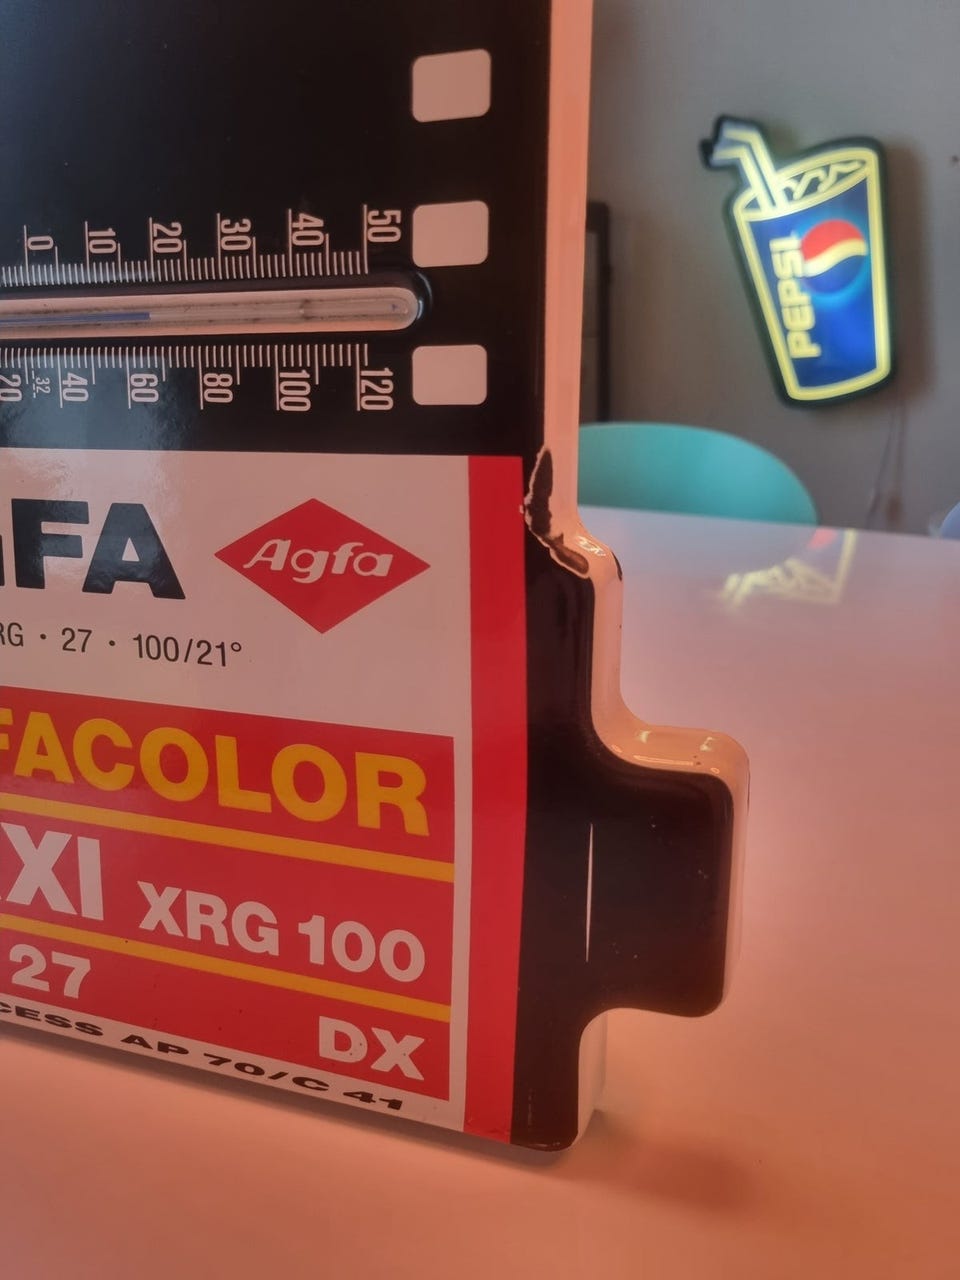 0 10 20 30 40 50
20 32 40 60 80 100 120
GFA
Agfa
RG · 27 · 100/21°
FACOLOR
XI XRG 100
27
DX
CESS AP 70/C 41
PEPSI